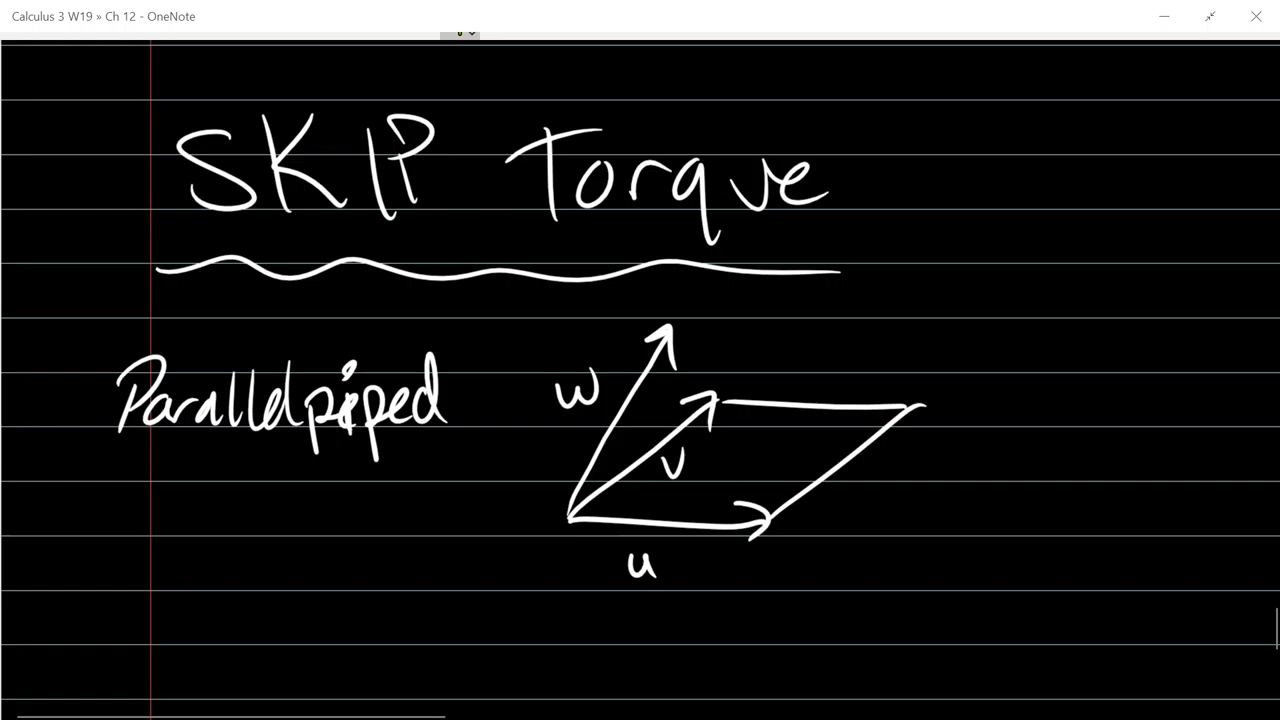 Calculus 3 W19 » Ch 12 - OneNote
SKIP Torque
Parallelpiped
w
v
u